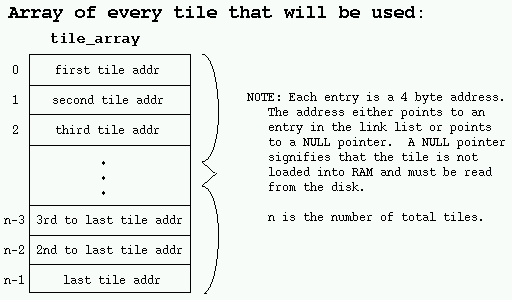 Array of every tile that will be used:
tile_array
0 first tile addr
1 second tile addr
2 third tile addr
n-3 3rd to last tile addr
n-2 2nd to last tile addr
n-1 last tile addr
NOTE: Each entry is a 4 byte address.
The address either points to an
entry in the link list or points
to a NULL pointer. A NULL pointer
signifies that the tile is not
loaded into RAM and must be read
from the disk.
n is the number of total tiles.